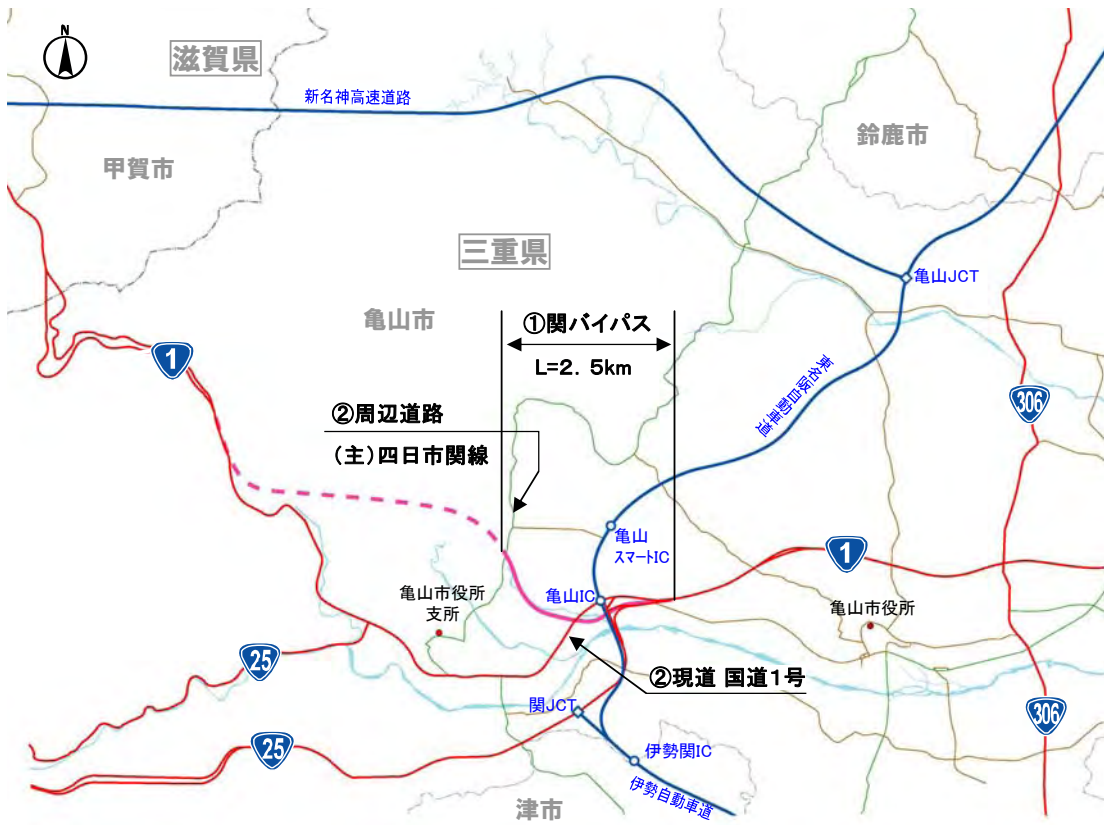 N
滋賀県
新名神高速道路
鈴鹿市
甲賀市
三重県
亀山JCT
亀山市
①関バイパス
L=2．5km
1
東名阪自動車道
306
②周辺道路
(主)四日市関線
亀山
スマートIC
1
亀山市役所
支所
亀山IC
亀山市役所
25
②現道 国道1号
関JCT
306
25
伊勢関IC
伊勢自動車道
津市